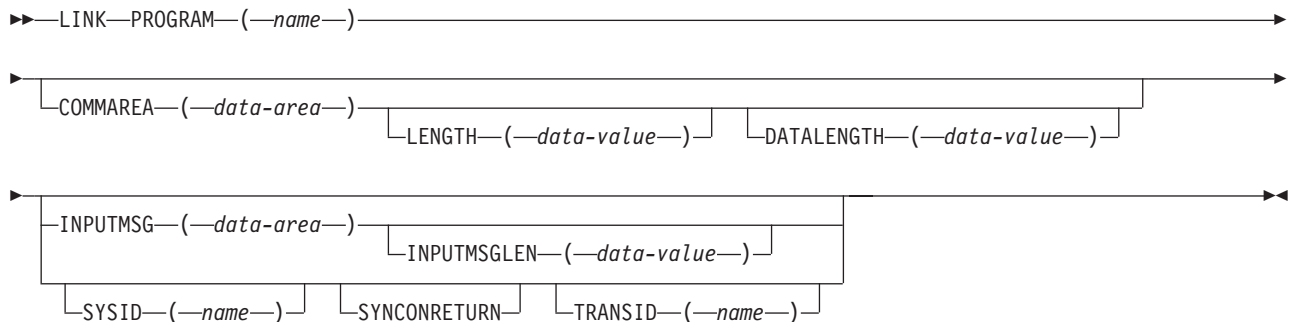 LINK PROGRAM ( name )
COMMAREA ( data-area )
LENGTH ( data-value ) DATALENGTH ( data-value )
INPUTMSG ( data-area )
INPUTMSGLEN ( data-value )
SYSID ( name ) SYNCONRETURN TRANSID ( name )